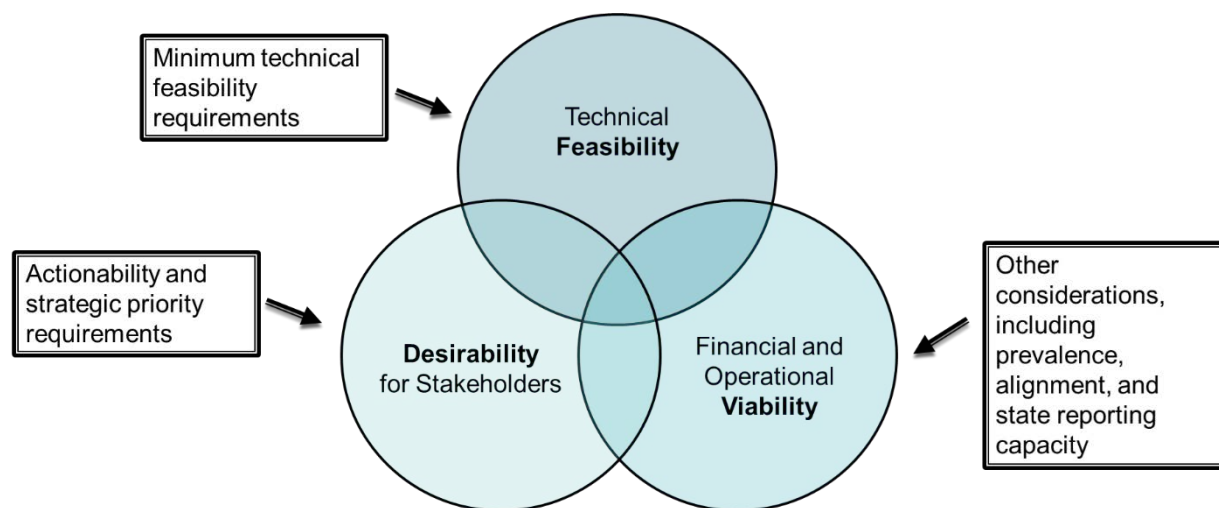 Minimum technical
feasibility
requirements
Technical
Feasibility
Actionability and
strategic priority
requirements
Desirability
for Stakeholders
Financial and
Operational
Viability
Other
considerations,
including
prevalence,
alignment, and
state reporting
capacity